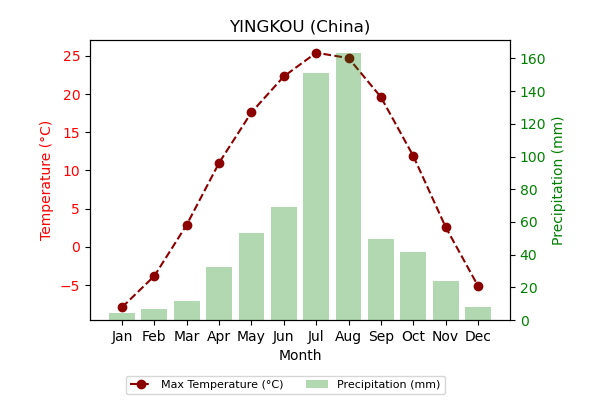 YINGKOU (China)
Temperature (°C)
25
20
15
10
5
0
−5
160
140
120
100
80
60
40
20
0
Precipitation (mm)
Jan Feb Mar Apr May Jun Jul Aug Sep Oct Nov Dec
Month
Max Temperature (°C) Precipitation (mm)